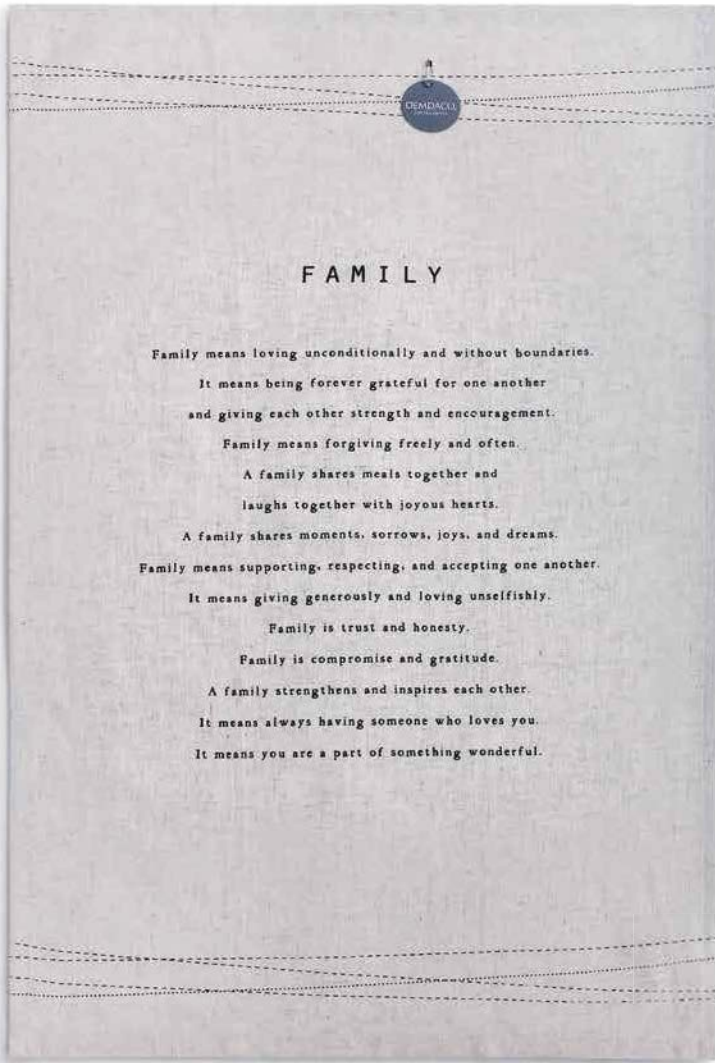 DEMDACO
FAMILY
Family means loving unconditionally and without boundaries.
It means being forever grateful for one another
and giving each other strength and encouragement.
Family means forgiving freely and often.
A family shares meals together and
laughs together with joyous hearts.
A family shares moments, sorrows, joys, and dreams.
Family means supporting, respecting, and accepting one another.
It means giving generously and loving unselfishly.
Family is trust and honesty.
Family is compromise and gratitude.
A family strengthens and inspires each other.
It means always having someone who loves you.
It means you are a part of something wonderful.